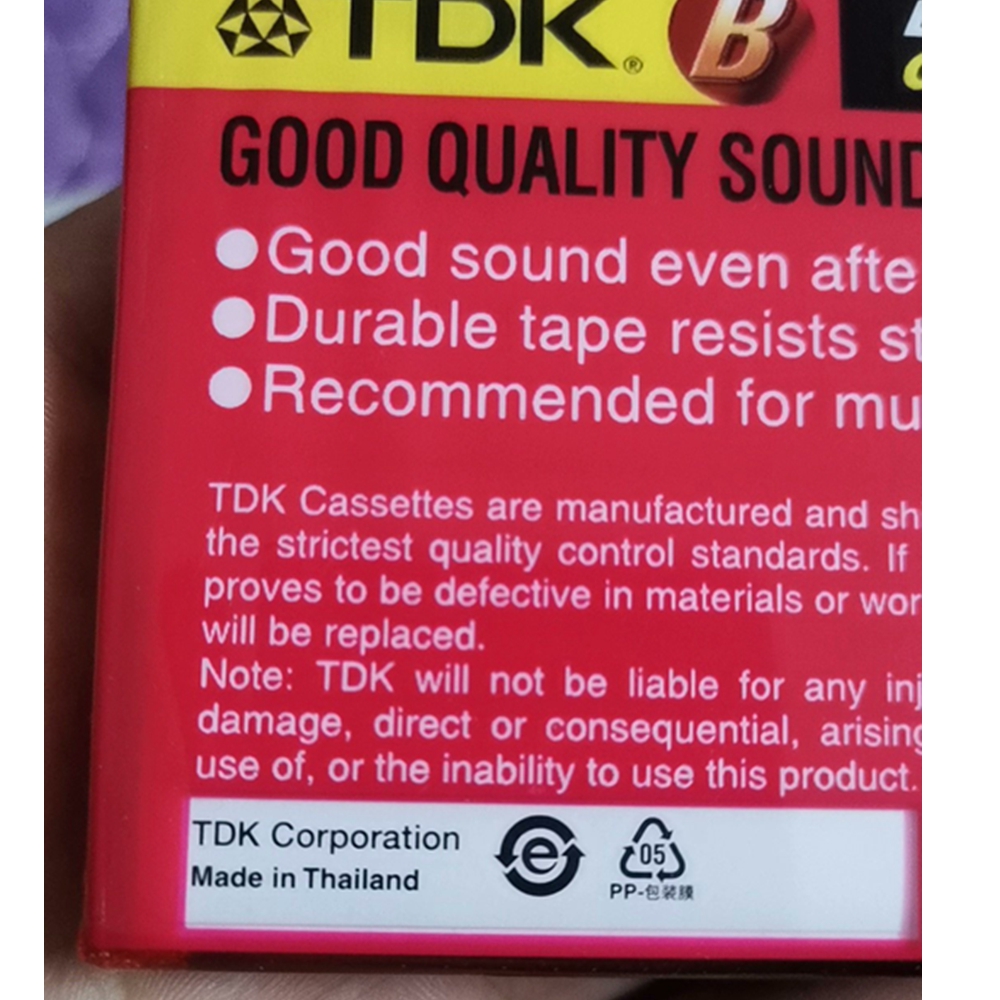 TDK® B
GOOD QUALITY SOUND
●Good sound even afte
●Durable tape resists st
●Recommended for mu
TDK Cassettes are manufactured and sh
the strictest quality control standards. If
proves to be defective in materials or wor
will be replaced.
Note: TDK will not be liable for any inj
damage, direct or consequential, arising
use of, or the inability to use this product.
TDK Corporation
Made in Thailand
e
05
PP-包装膜